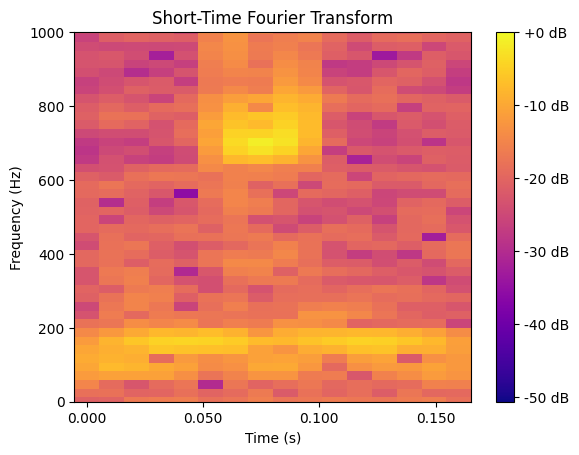 Short-Time Fourier Transform
1000
800
600
400
200
0
Frequency (Hz)
0.000
0.050
0.100
0.150
Time (s)
+0 dB
-10 dB
-20 dB
-30 dB
-40 dB
-50 dB